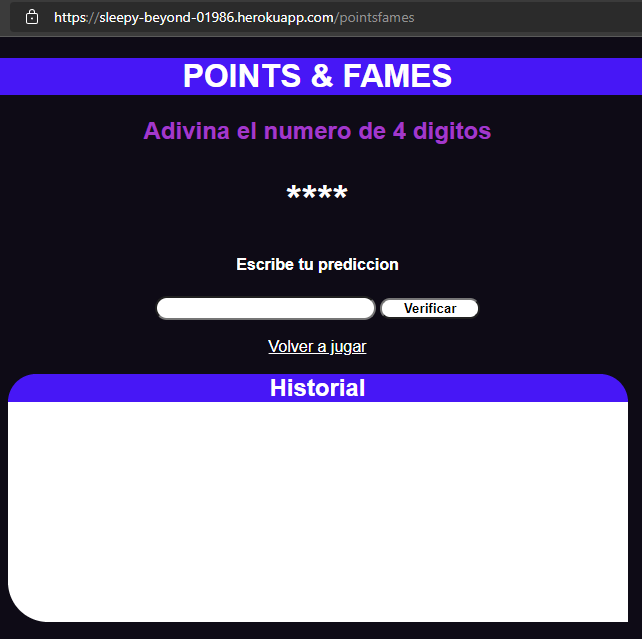 https://sleepy-beyond-01986.herokuapp.com/pointsfames
POINTS & FAMES
Adivina el numero de 4 digitos
****
Escribe tu prediccion
Verificar
Volver a jugar
Historial